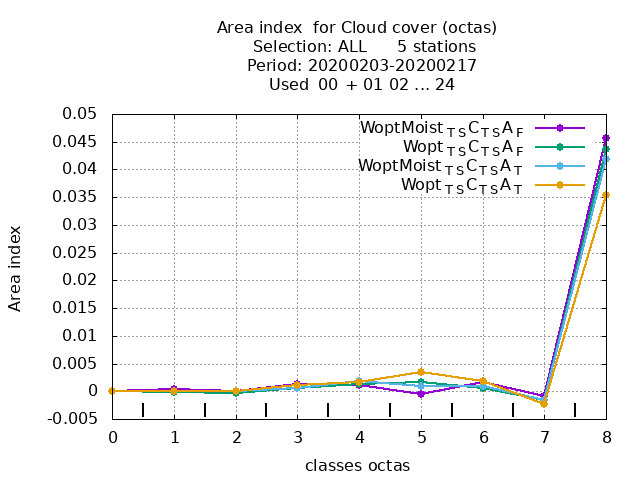 Area index  for Cloud cover (octas)
Selection: ALL      5 stations
Period: 20200203-20200217
Used  00 + 01 02 ... 24
0.05
0.045
0.04
0.035
0.03
0.025
0.02
0.015
0.01
0.005
0
-0.005
Area index
WoptMoist TS C TS A F
Wopt TS C TS A F
WoptMoist TS C TS A T
Wopt TS C TS A T
0 1 2 3 4 5 6 7 8
classes octas